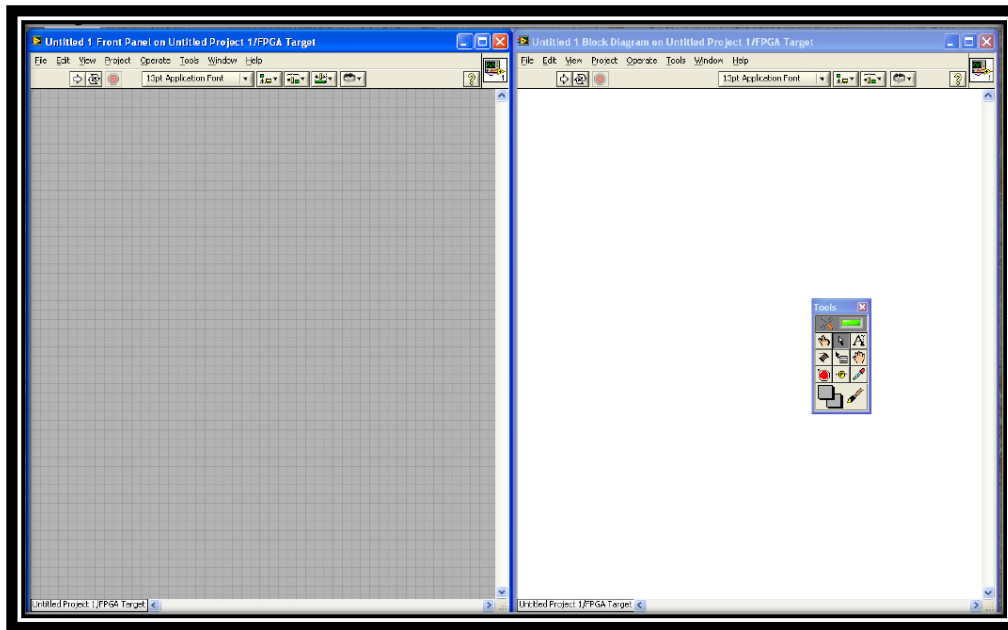 Untitled 1 Front Panel on Untitled Project 1/FPGA Target
File Edit View Project Operate Tools Window Help
13pt Application Font
1
Untitled Project 1/FPGA Target
Untitled 1 Block Diagram on Untitled Project 1/FPGA Target
File Edit View Project Operate Tools Window Help
13pt Application Font
1
Tools
A
Untitled Project 1/FPGA Target